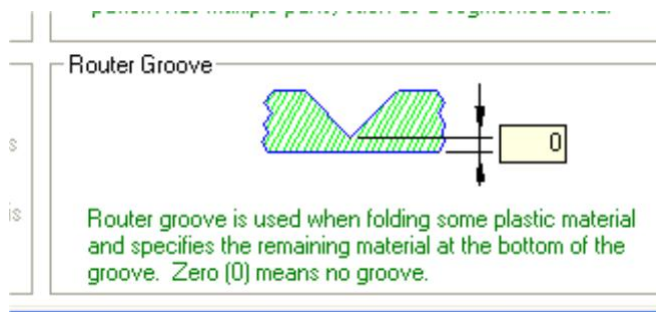 Router Groove
0
Router groove is used when folding some plastic material
and specifies the remaining material at the bottom of the
groove. Zero (0) means no groove.